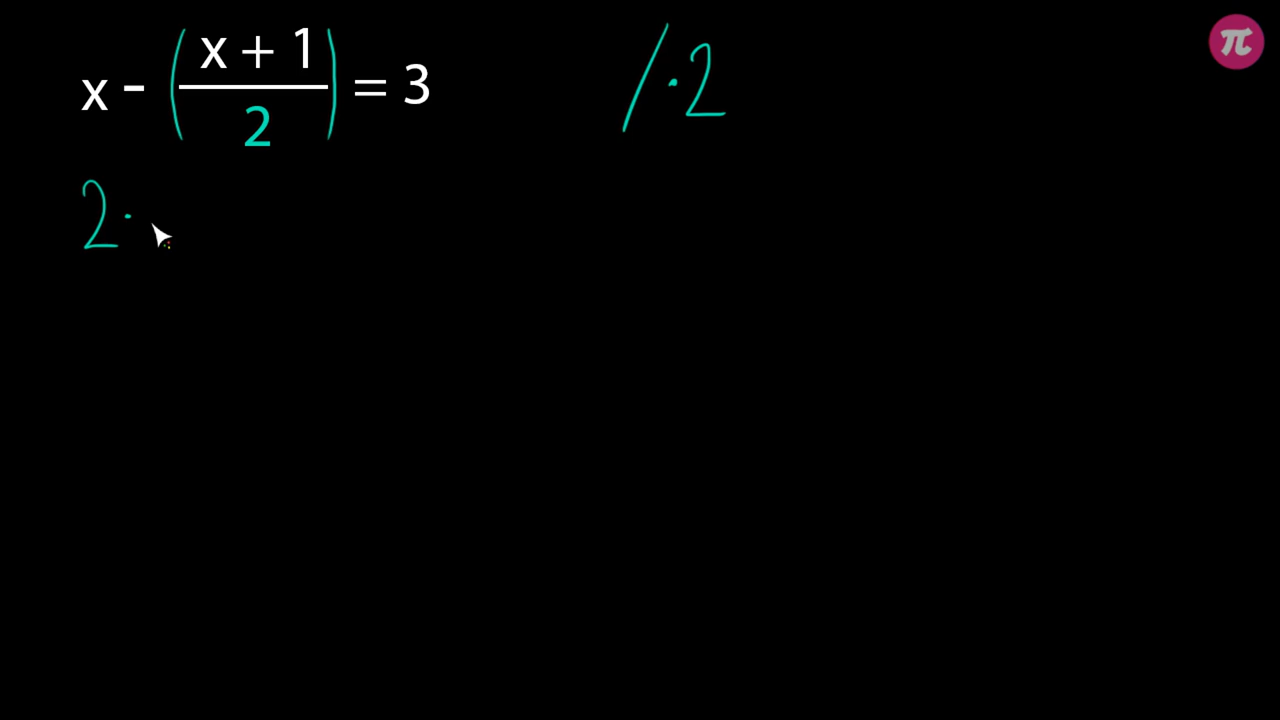 x - (x + 1 / 2) = 3 /·2
2·
π